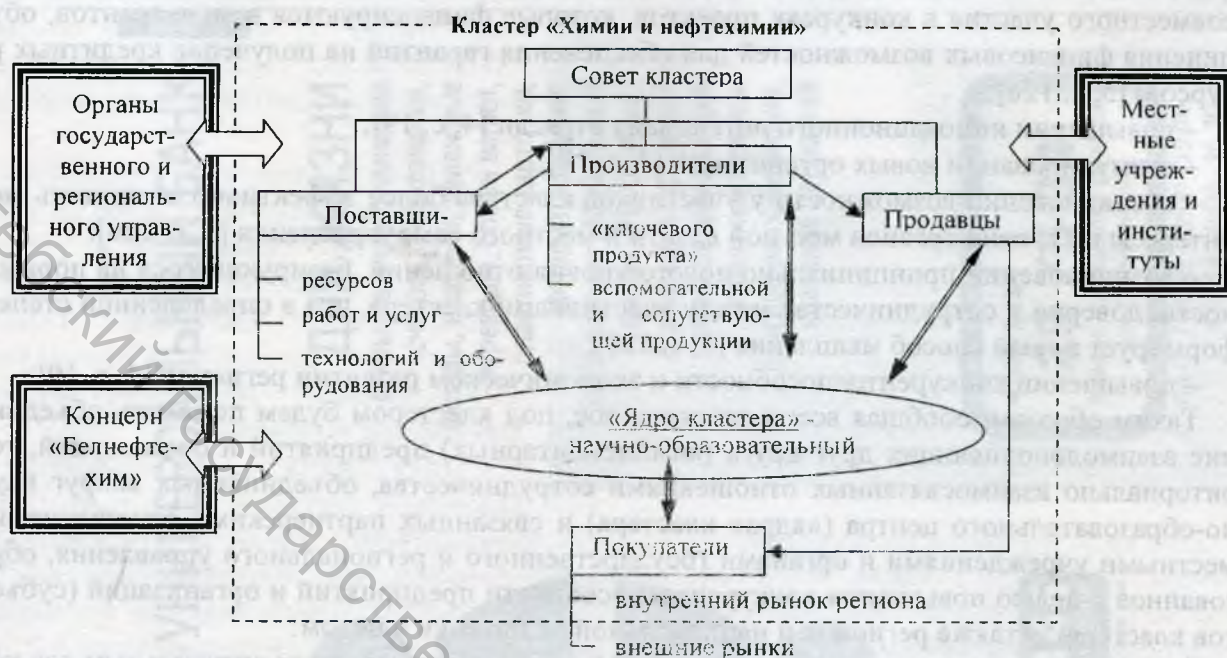 Кластер «Химии и нефтехимии»
Совет кластера
Органы
государст-
венного и
региональ-
ного управ-
ления
Мест-
ные
учреж-
дения и
инсти-
туты
Производители
«ключевого
продукта»
вспомогательной
и сопутствую-
щей продукции
Поставщи-
ресурсов
работ и услуг
технологий и обо-
рудования
Продавцы
Концерн
«Белнефте-
хим»
«Ядро кластера» -
научно-образовательный
Покупатели
внутренний рынок региона
внешние рынки
государстве